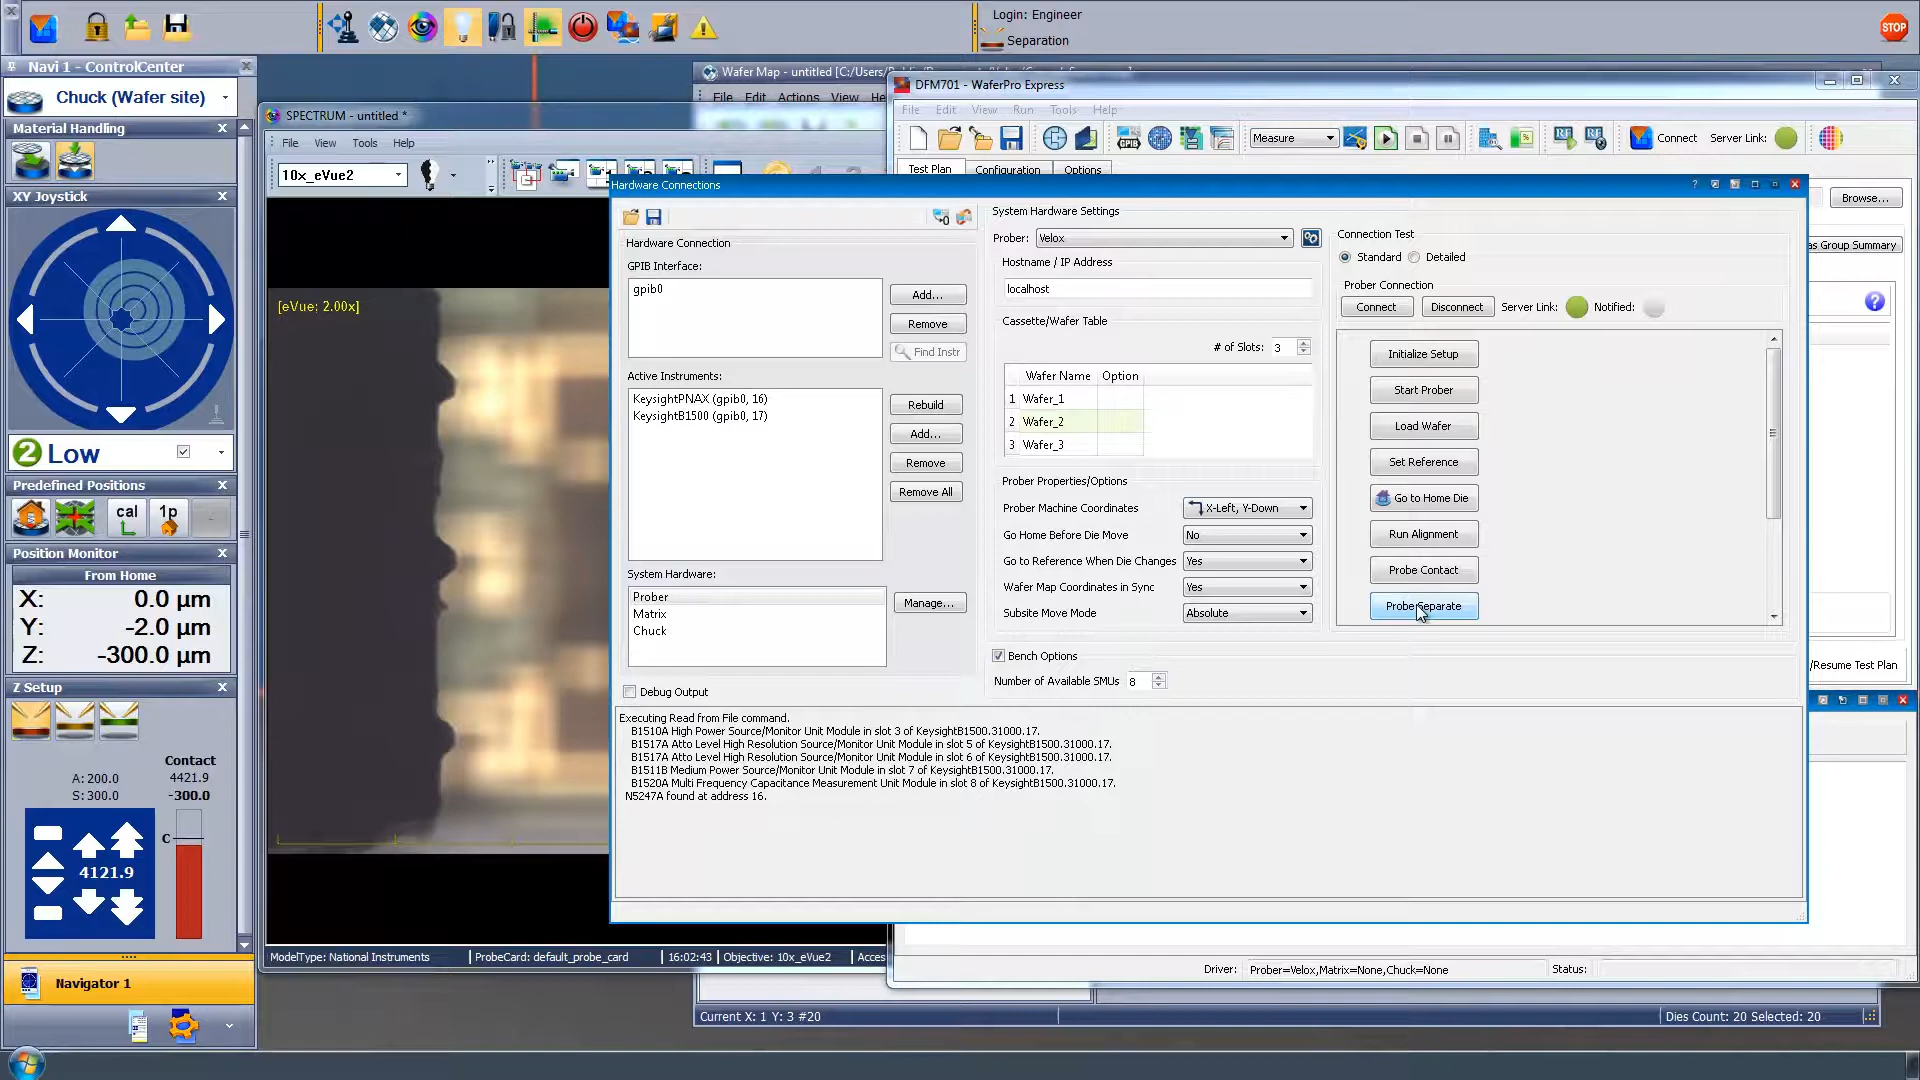 Login: Engineer
Separation
STOP
Navi 1 - ControlCenter
Chuck (Wafer site)
Material Handling
XY Joystick
2 Low
Predefined Positions
cal
1p
Position Monitor
From Home
X: 0.0 µm
Y: -2.0 µm
Z: -300.0 µm
Z Setup
Contact
A: 200.0 4421.9
S: 300.0 -300.0
C
4121.9
Navigator 1
SPECTRUM - untitled *
File View Tools Help
10x_eVue2
[eVue; 2.00x]
ModelType: National Instruments ProbeCard: default_probe_card 16:02:43 Objective: 10x_eVue2 Acces
Wafer Map - untitled [C:/Users/
File Edit Actions View He
Current X: 1 Y: 3 #20
Dies Count: 20 Selected: 20
DFM701 - WaferPro Express
File Edit View Run Tools Help
GPIB
Measure
RF
RF
Connect
Server Link:
Test Plan Configuration Options
Browse...
as Group Summary
/Resume Test Plan
Driver: Prober=Velox,Matrix=None,Chuck=None Status:
Hardware Connections
Hardware Connection
GPIB Interface:
gpib0
Add...
Remove
Find Instr
Active Instruments:
KeysightPNAX (gpib0, 16)
KeysightB1500 (gpib0, 17)
Rebuild
Add...
Remove
Remove All
System Hardware:
Prober
Matrix
Chuck
Manage...
Debug Output
System Hardware Settings
Prober: Velox
Hostname / IP Address
localhost
Cassette/Wafer Table
# of Slots: 3
Wafer Name Option
1 Wafer_1
2 Wafer_2
3 Wafer_3
Prober Properties/Options
Prober Machine Coordinates X-Left, Y-Down
Go Home Before Die Move No
Go to Reference When Die Changes Yes
Wafer Map Coordinates in Sync Yes
Subsite Move Mode Absolute
Bench Options
Number of Available SMUs 8
Connection Test
Standard Detailed
Prober Connection
Connect Disconnect Server Link: Notified:
Initialize Setup
Start Prober
Load Wafer
Set Reference
Go to Home Die
Run Alignment
Probe Contact
Probe Separate
Executing Read from File command.
B1510A High Power Source/Monitor Unit Module in slot 3 of KeysightB1500.31000.17.
B1517A Atto Level High Resolution Source/Monitor Unit Module in slot 5 of KeysightB1500.31000.17.
B1517A Atto Level High Resolution Source/Monitor Unit Module in slot 6 of KeysightB1500.31000.17.
B1511B Medium Power Source/Monitor Unit Module in slot 7 of KeysightB1500.31000.17.
B1520A Multi Frequency Capacitance Measurement Unit Module in slot 8 of KeysightB1500.31000.17.
N5247A found at address 16.